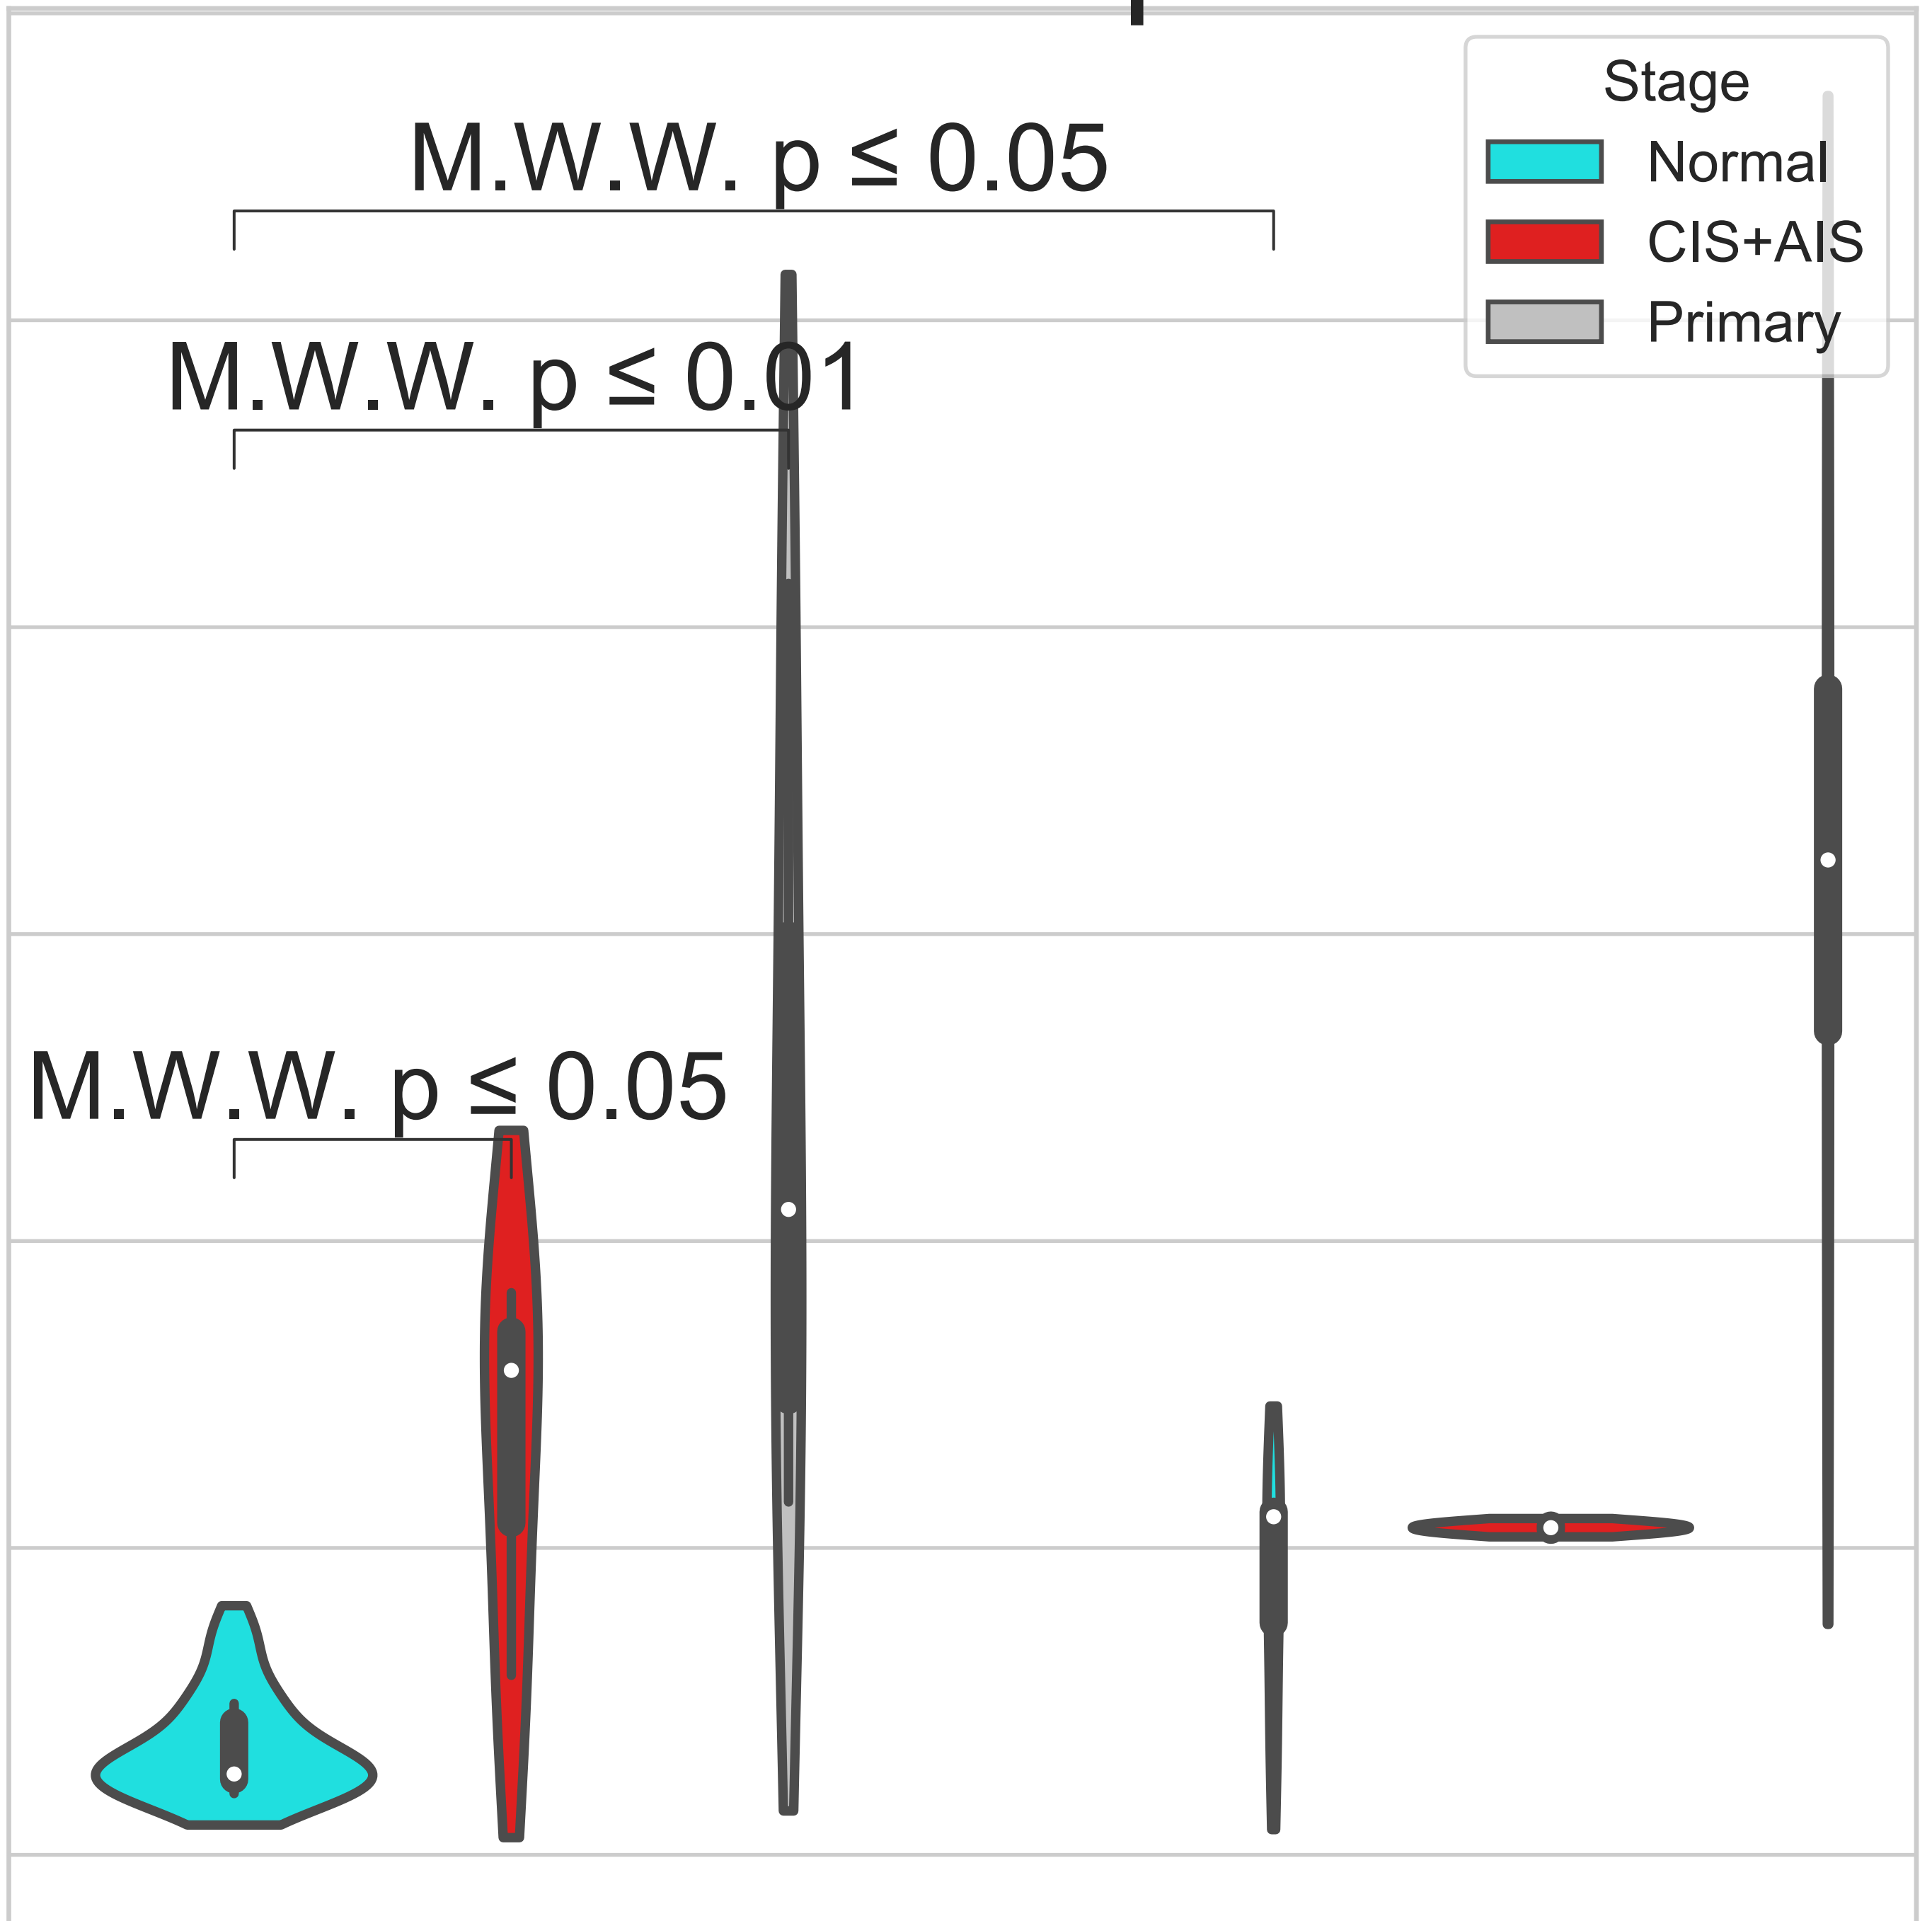 Stage
Normal
CIS+AIS
Primary
M.W.W. p ≤ 0.05
M.W.W. p ≤ 0.01
M.W.W. p ≤ 0.05